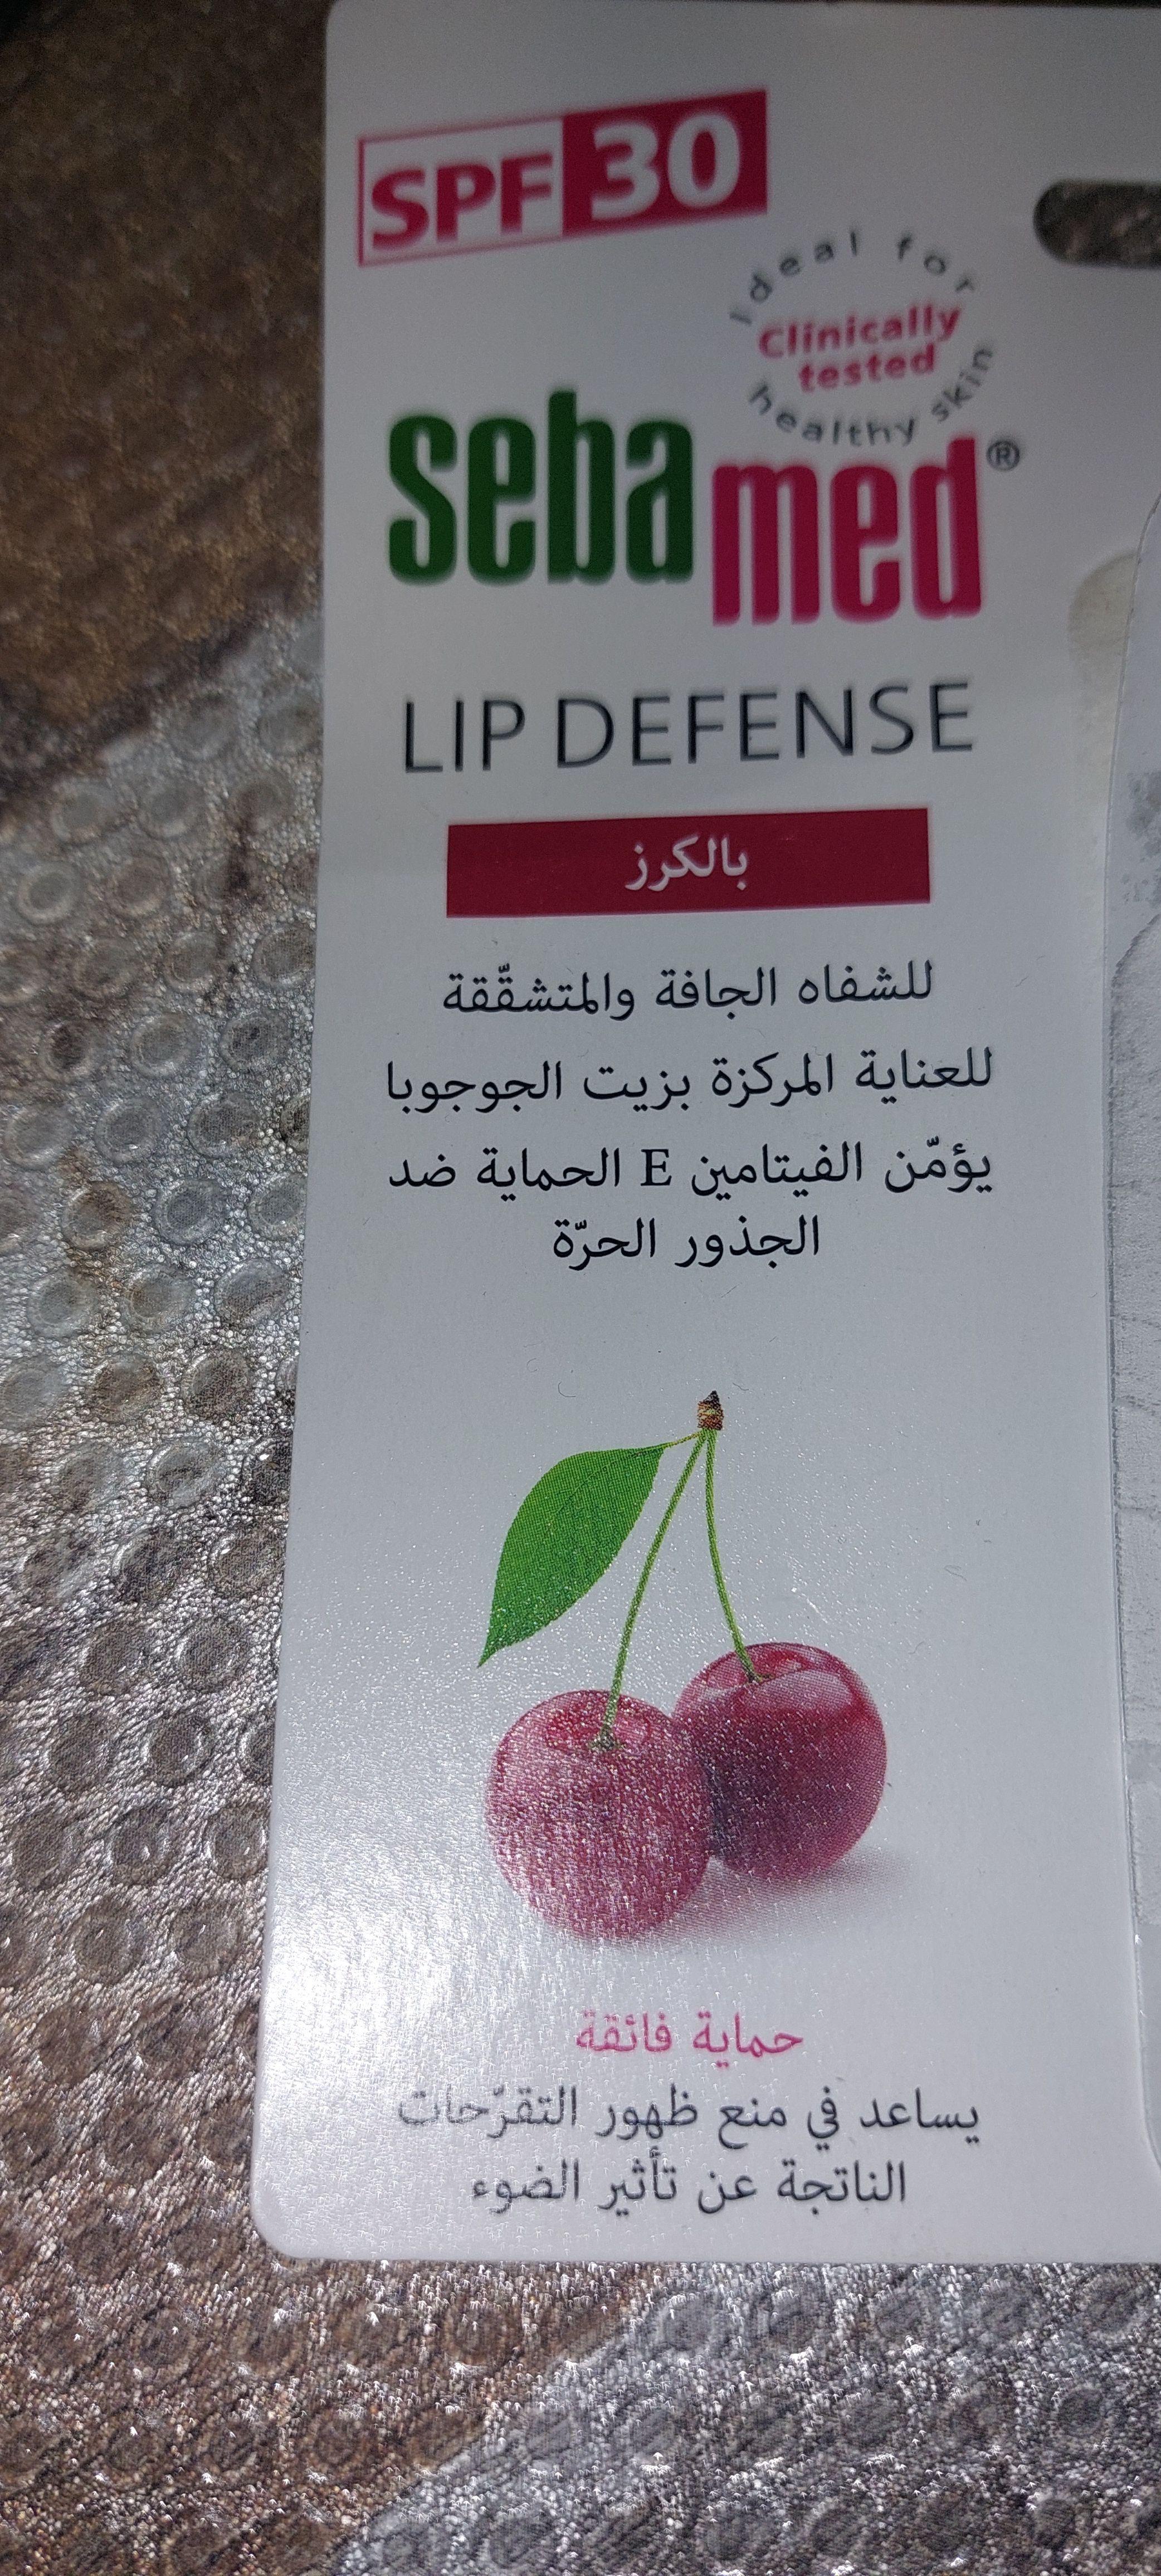 SPF 30
ideal for
Clinically
tested
healthy skin
sebamed®
LIP DEFENSE
بالكرز
للشفاه الجافة والمتشقّقة
للعناية المركزة بزيت الجوجوبا
يؤمّن الفيتامين E الحماية ضد
الجذور الحرّة
حماية فائقة
يساعد في منع ظهور التقرّحات
الناتجة عن تأثير الضوء